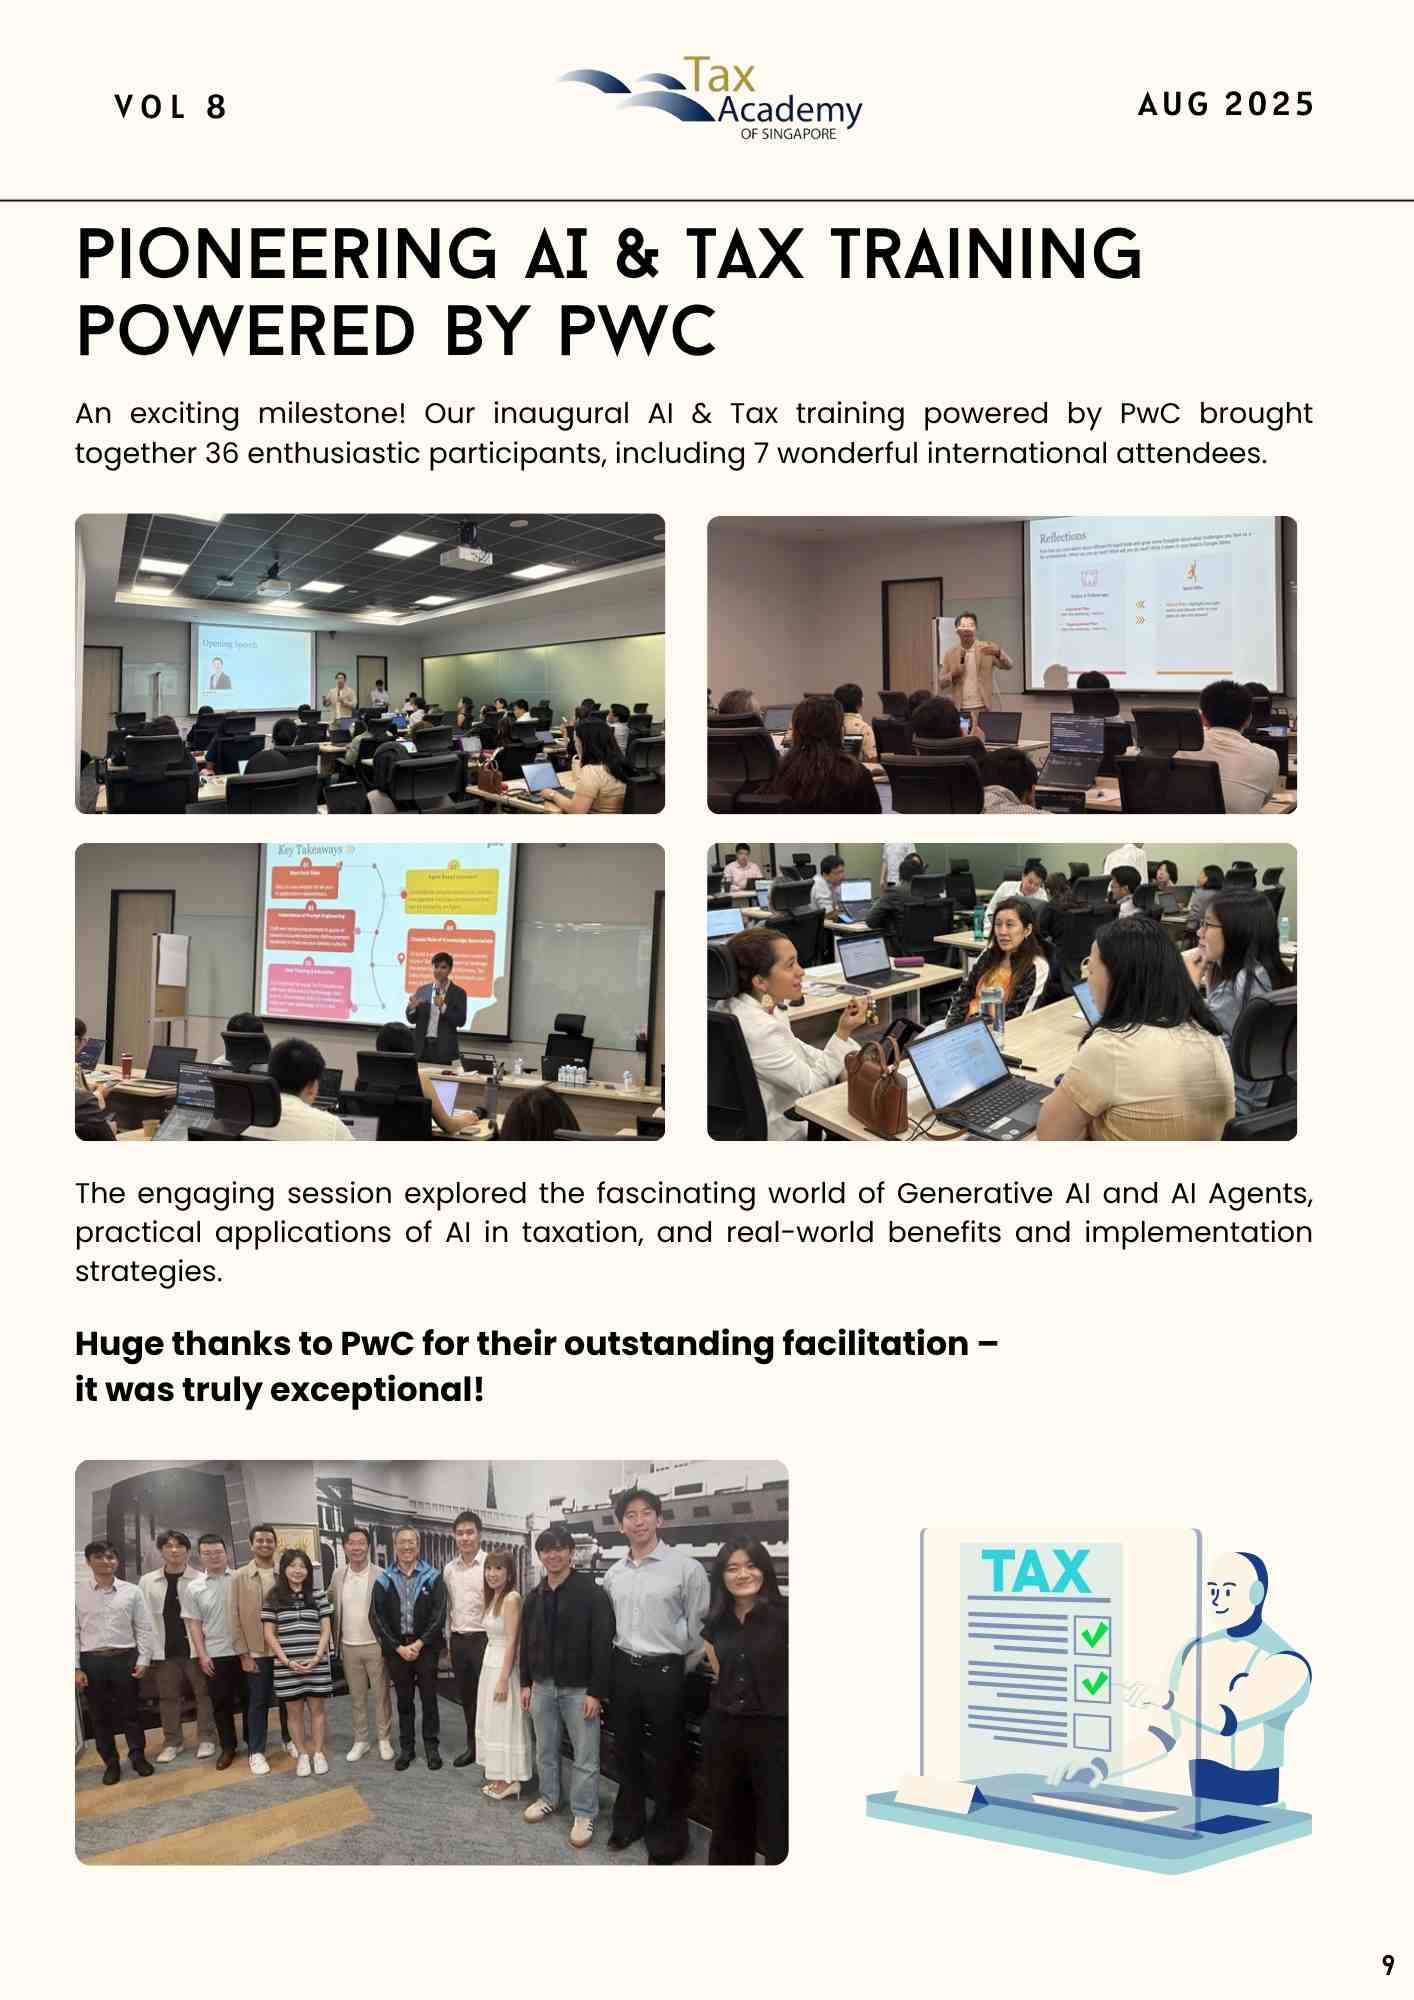 VOL 8
Tax
Academy
OF SINGAPORE
AUG 2025
PIONEERING AI & TAX TRAINING
POWERED BY PWC
An exciting milestone! Our inaugural AI & Tax training powered by PwC brought
together 36 enthusiastic participants, including 7 wonderful international attendees.
Opening Speech
Reflections
Key Takeaways
The engaging session explored the fascinating world of Generative AI and AI Agents,
practical applications of AI in taxation, and real-world benefits and implementation
strategies.
Huge thanks to PwC for their outstanding facilitation –
it was truly exceptional!
TAX
9